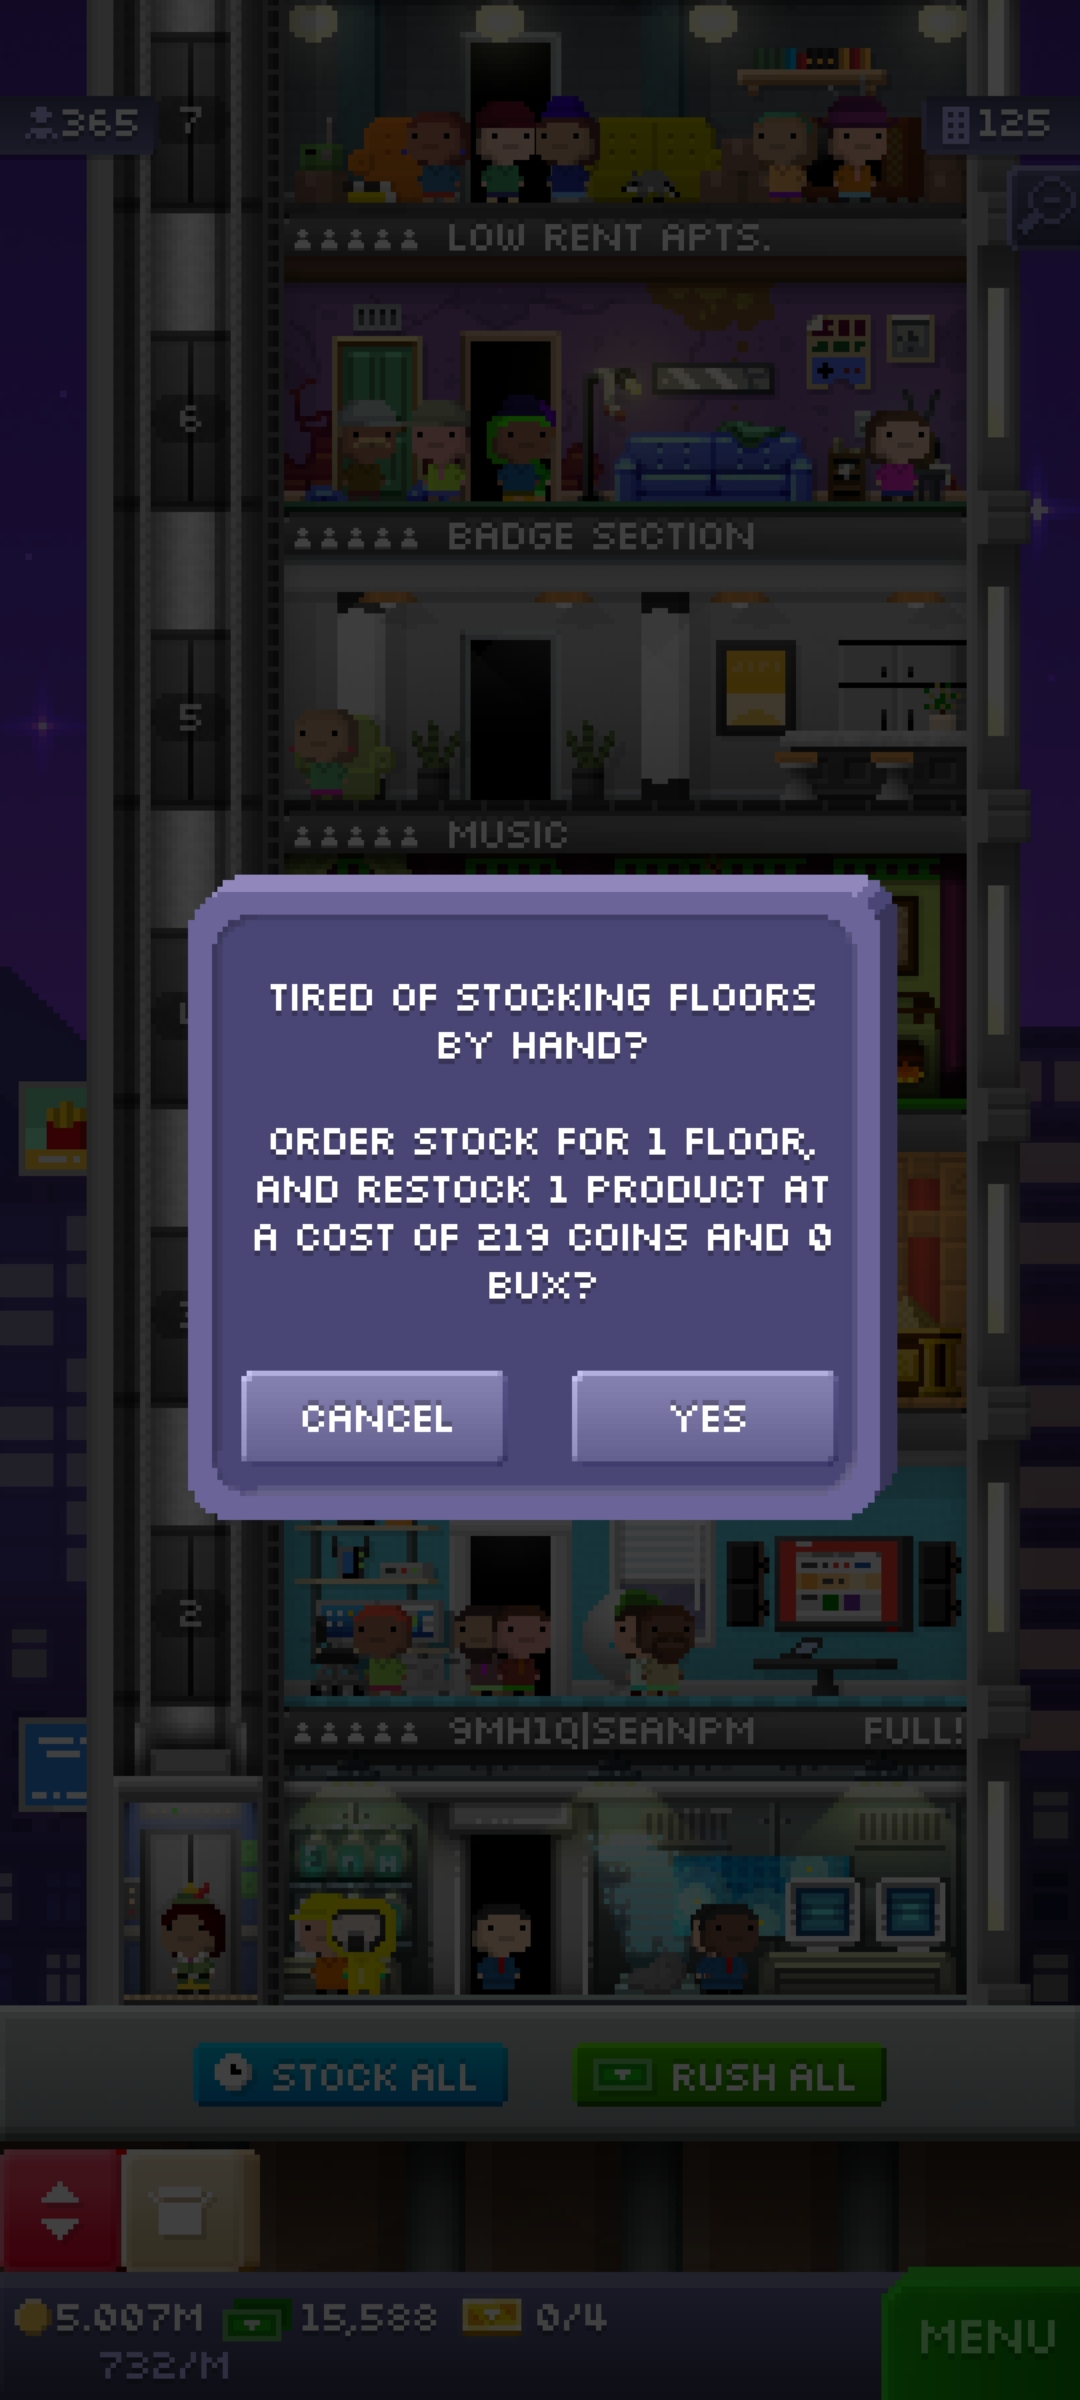 365
7
125
LOW RENT APTS.
6
BADGE SECTION
5
MUSIC
TIRED OF STOCKING FLOORS
BY HAND?
ORDER STOCK FOR 1 FLOOR,
AND RESTOCK 1 PRODUCT AT
A COST OF 219 COINS AND 0
BUX?
CANCEL
YES
2
9MH1Q|SEANPM
FULL!
STOCK ALL
RUSH ALL
5.007M
15,588
0/4
732/M
MENU